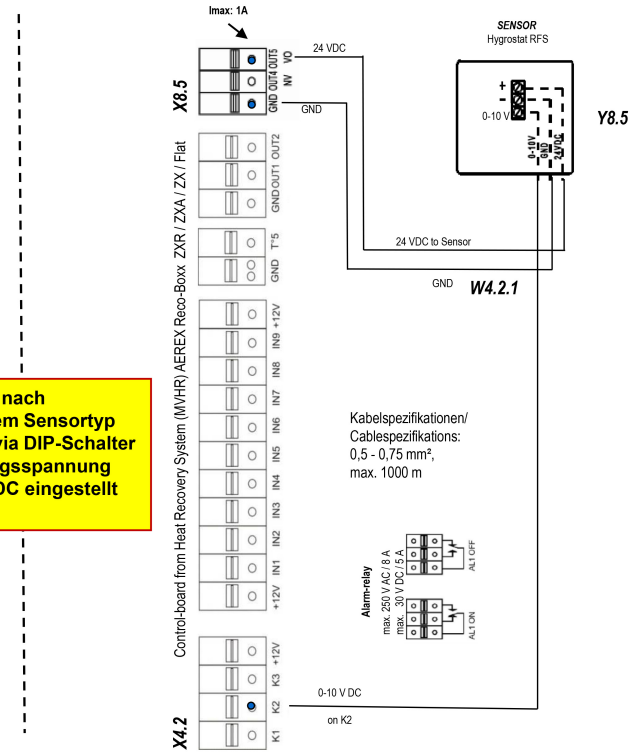 Imax: 1A
X8.5
OUT5 VO
OUT4 NV
GND
24 VDC
GND
SENSOR
Hygrostat RFS
+
-
0-10 V
0-10V
GND
24VDC
Y8.5
OUT2
OUT1
GND
T°5
GND
24 VDC to Sensor
GND
W4.2.1
Control-board from Heat Recovery System (MVHR) AEREX Reco-Boxx ZXR / ZXA / ZX / Flat
+12V
IN9
IN8
IN7
IN6
IN5
IN4
IN3
IN2
IN1
+12V
nach
em Sensortyp
via DIP-Schalter
gsspannung
DC eingestellt
Kabelspezifikationen/
Cablespezifikations:
0,5 - 0,75 mm²,
max. 1000 m
Alarm-relay
max. 250 V AC / 8 A
max. 30 V DC / 5 A
AL1 OFF
AL1 ON
X4.2
+12V
K3
K2
K1
0-10 V DC
on K2